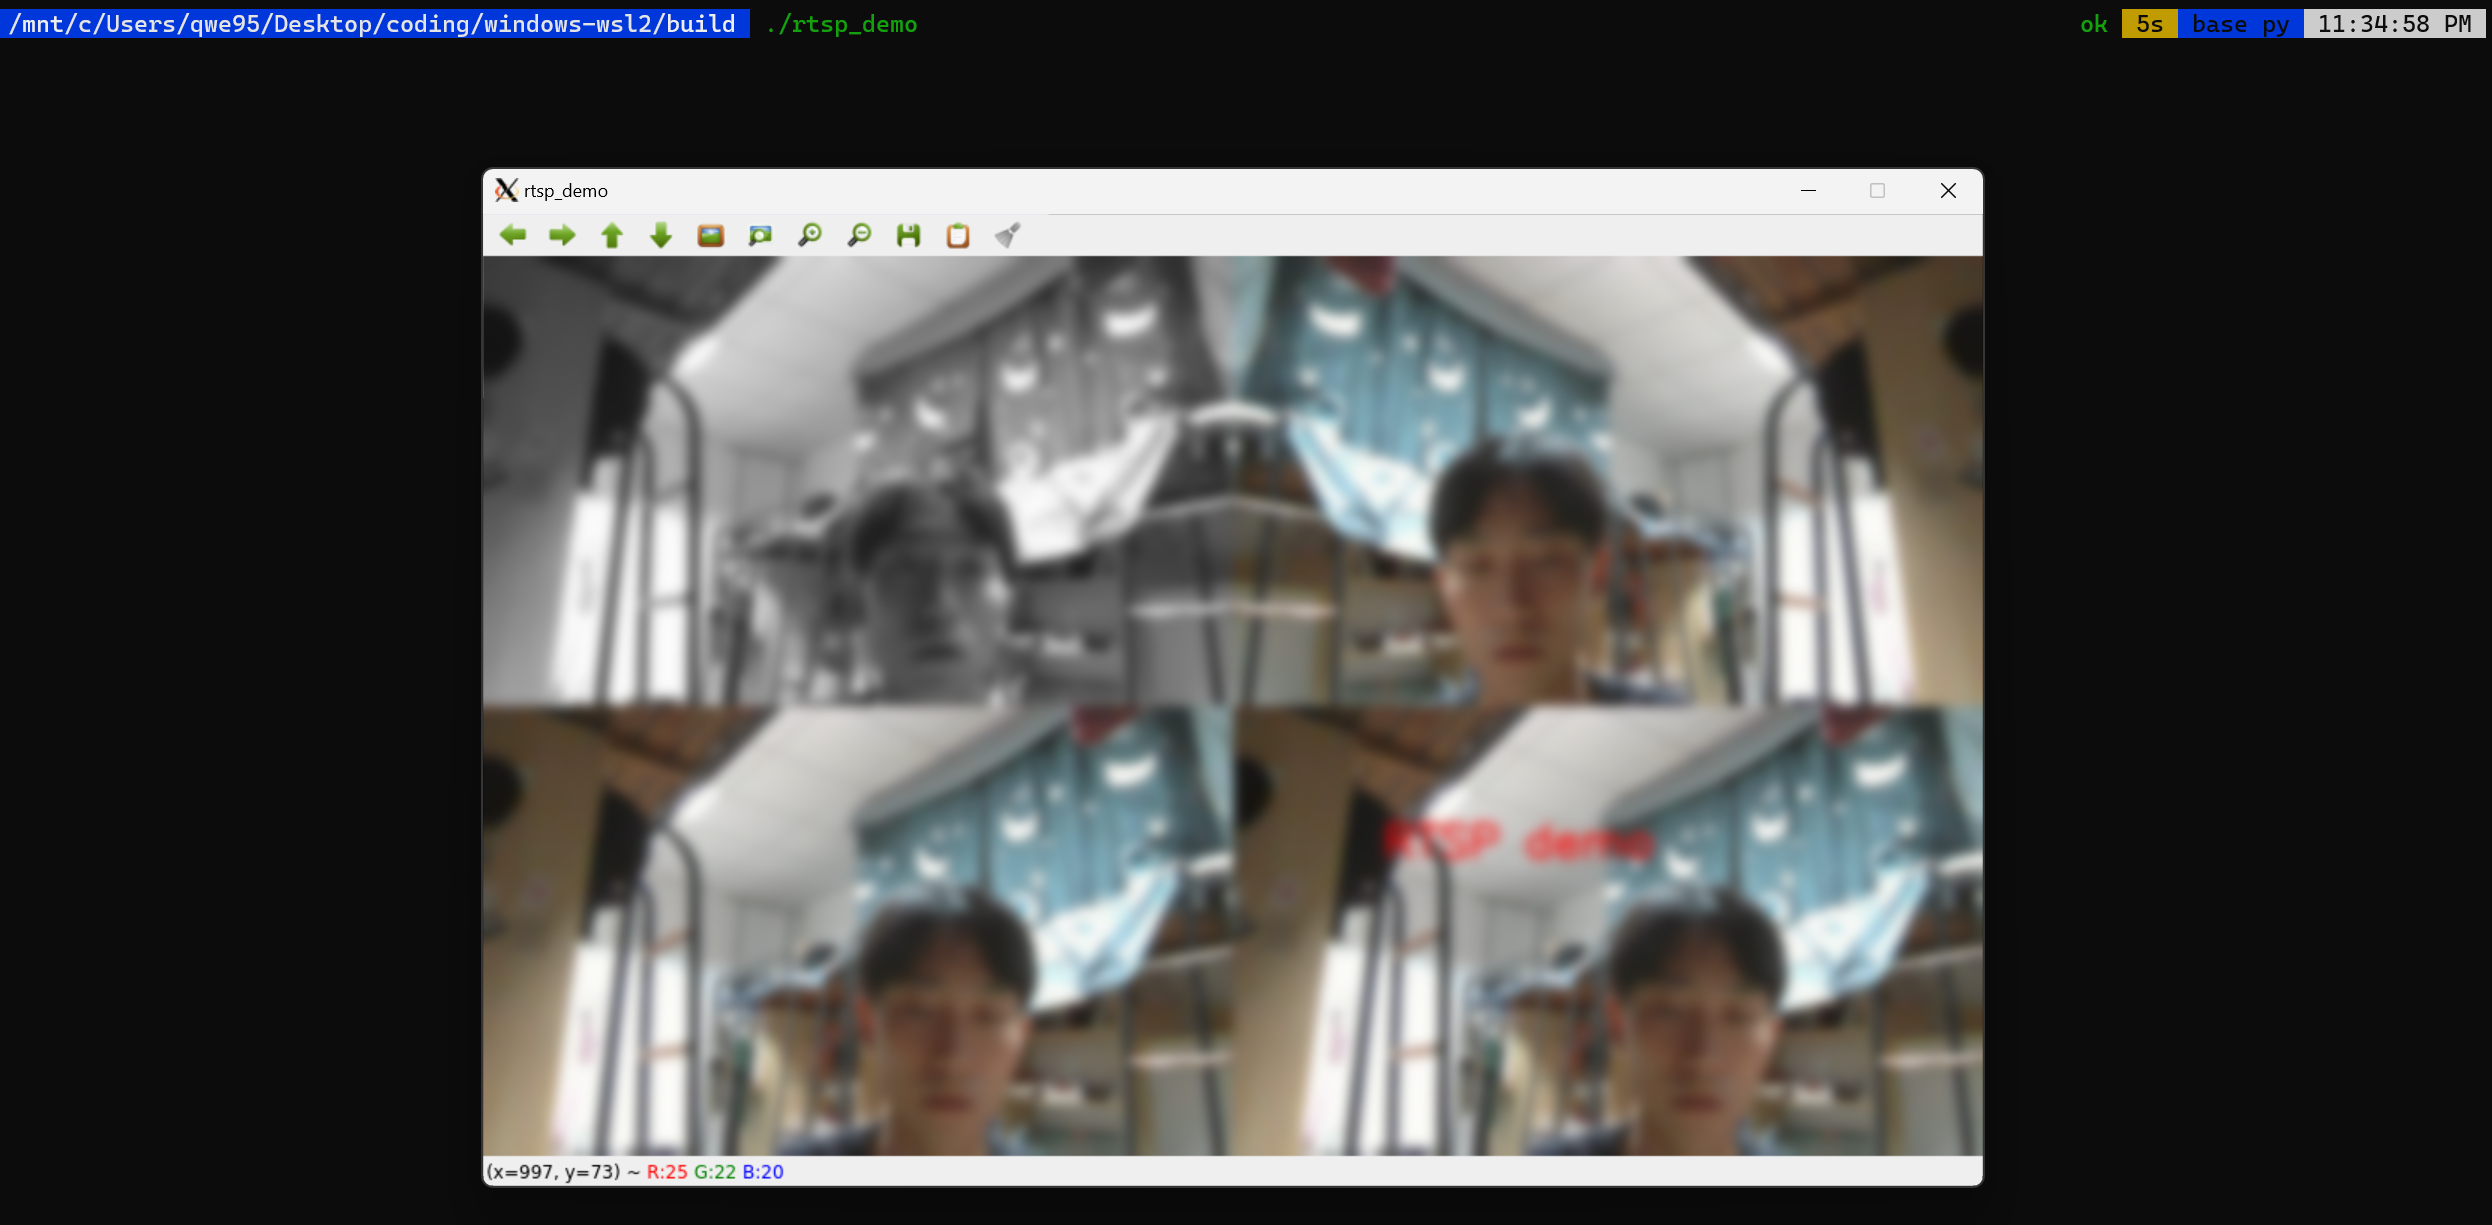 /mnt/c/Users/qwe95/Desktop/coding/windows-wsl2/build ./rtsp_demo ok 5s base py 11:34:58 PM
rtsp_demo
RTSP demo
(x=997, y=73) ~ R:25 G:22 B:20